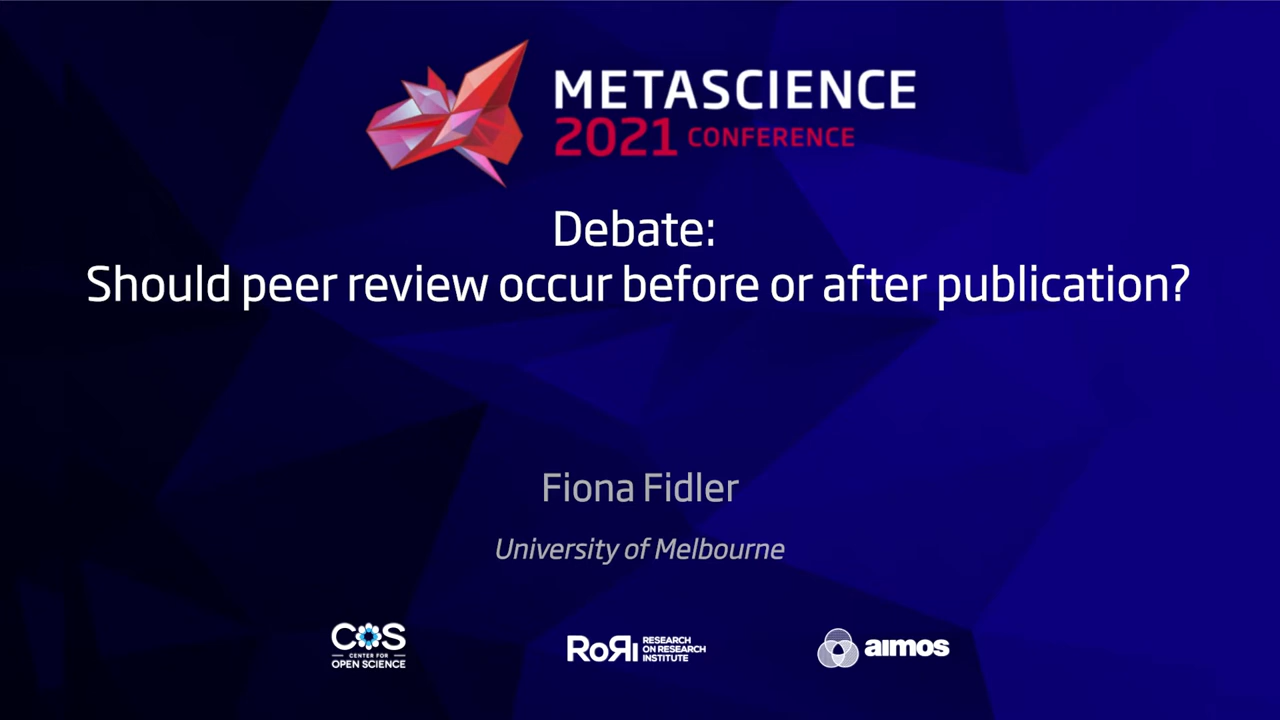 METASCIENCE
2021 CONFERENCE
Debate:
Should peer review occur before or after publication?
Fiona Fidler
University of Melbourne
COS
CENTER FOR
OPEN SCIENCE
RoRI
RESEARCH
ON RESEARCH
INSTITUTE
aimos